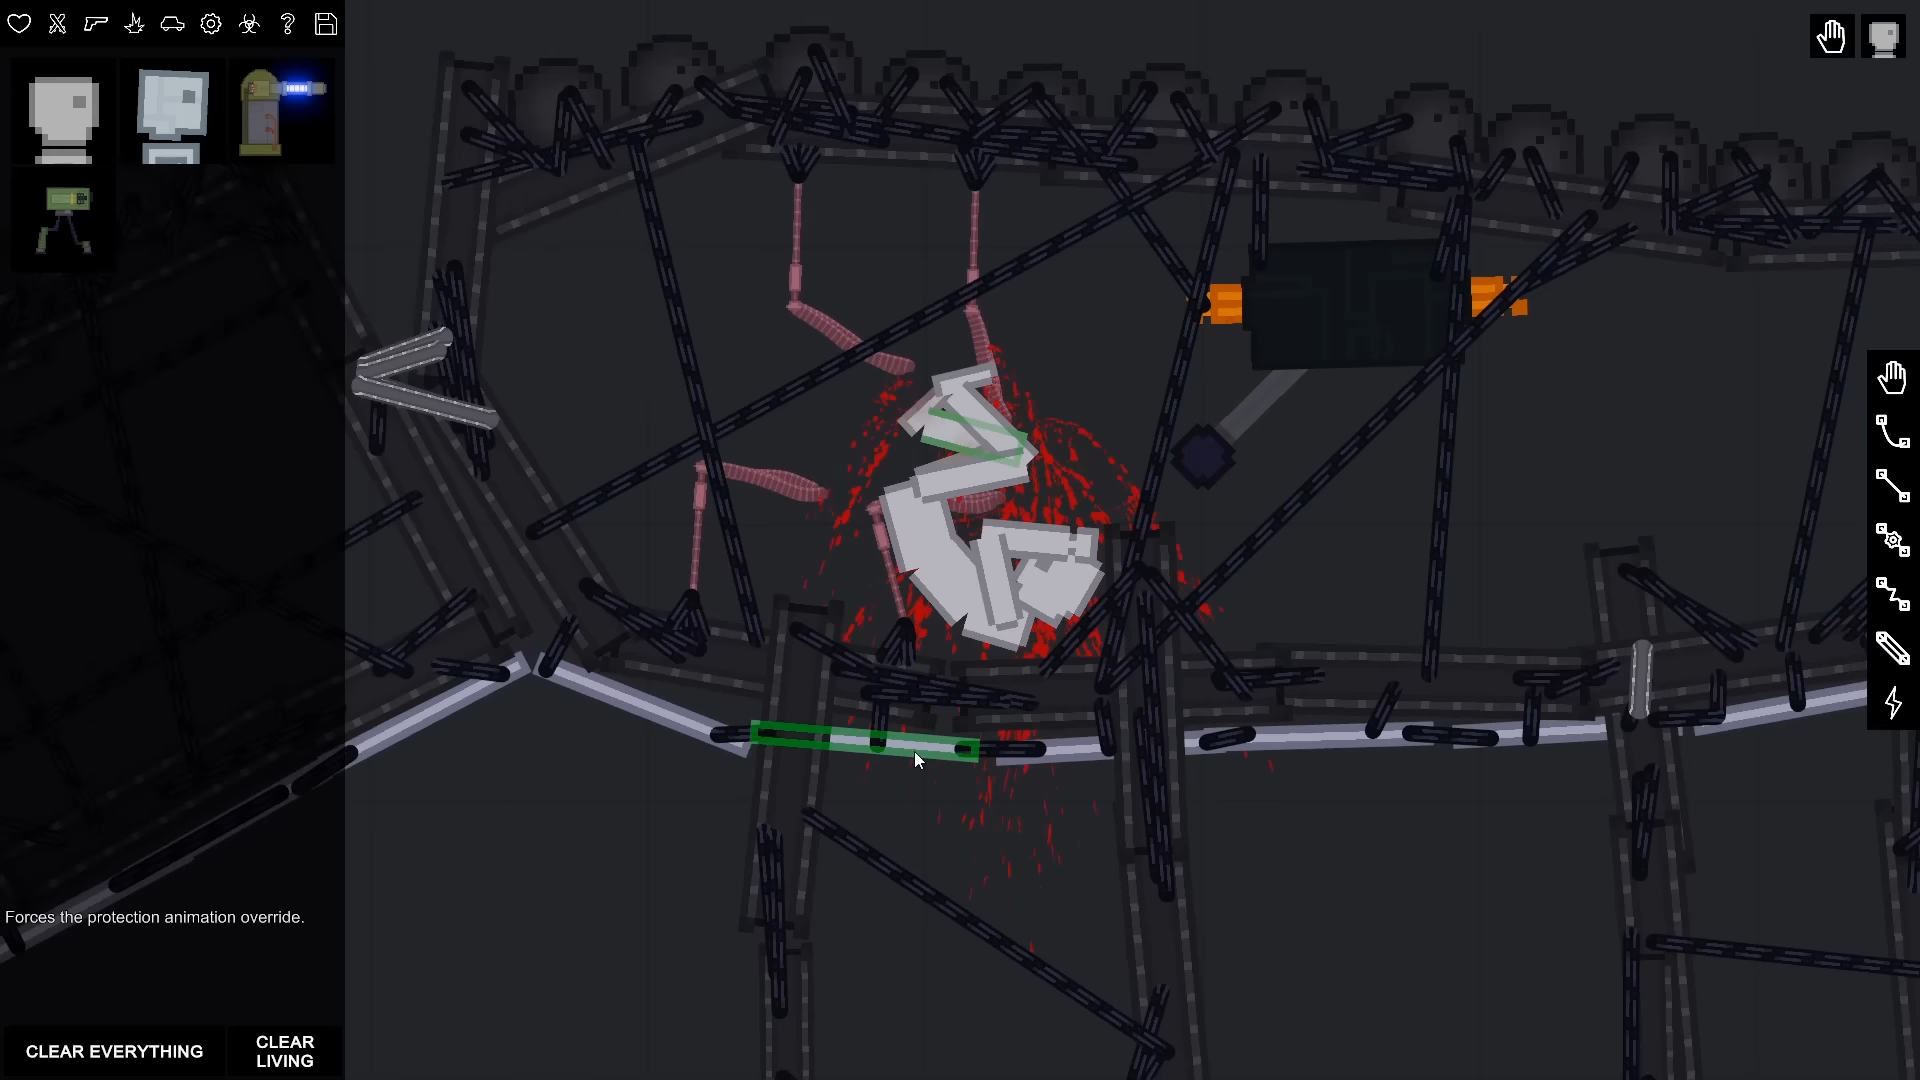 Forces the protection animation override.
CLEAR EVERYTHING
CLEAR
LIVING